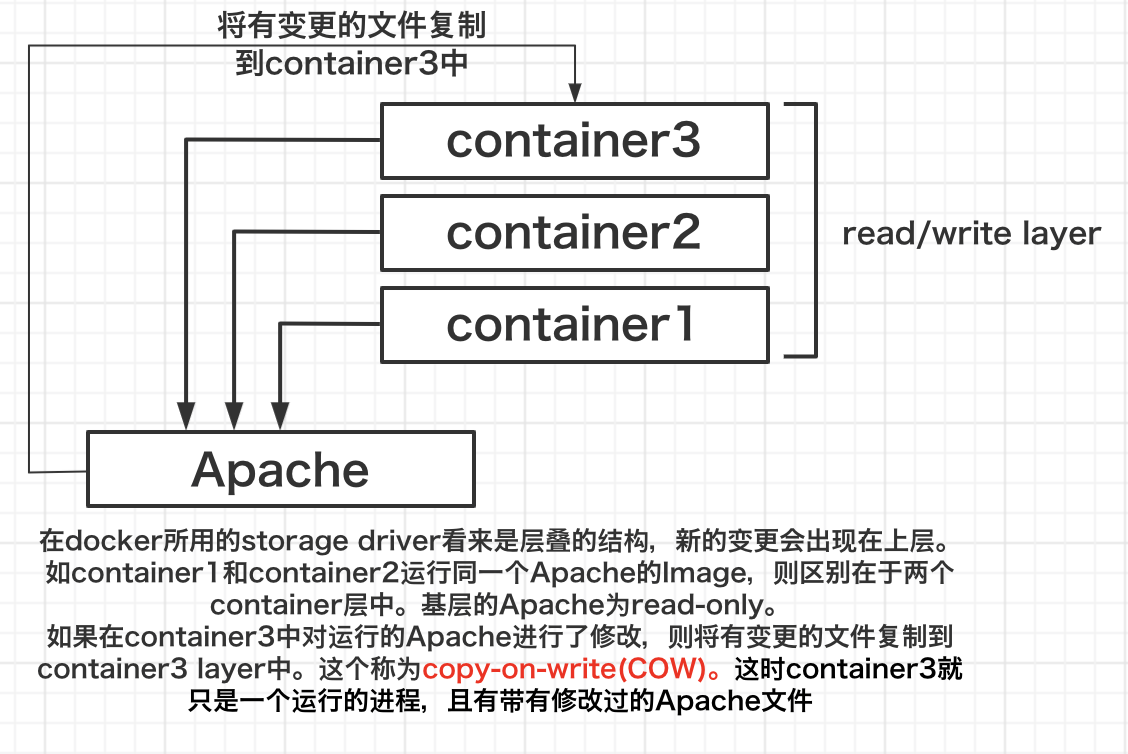 将有变更的文件复制
到container3中
container3
container2
read/write layer
container1
Apache
在docker所用的storage driver看来是层叠的结构，新的变更会出现在上层。
如container1和container2运行同一个Apache的Image，则区别在于两个
container层中。基层的Apache为read-only。
如果在container3中对运行的Apache进行了修改，则将有变更的文件复制到
container3 layer中。这个称为copy-on-write(COW)。这时container3就
只是一个运行的进程，且有带有修改过的Apache文件